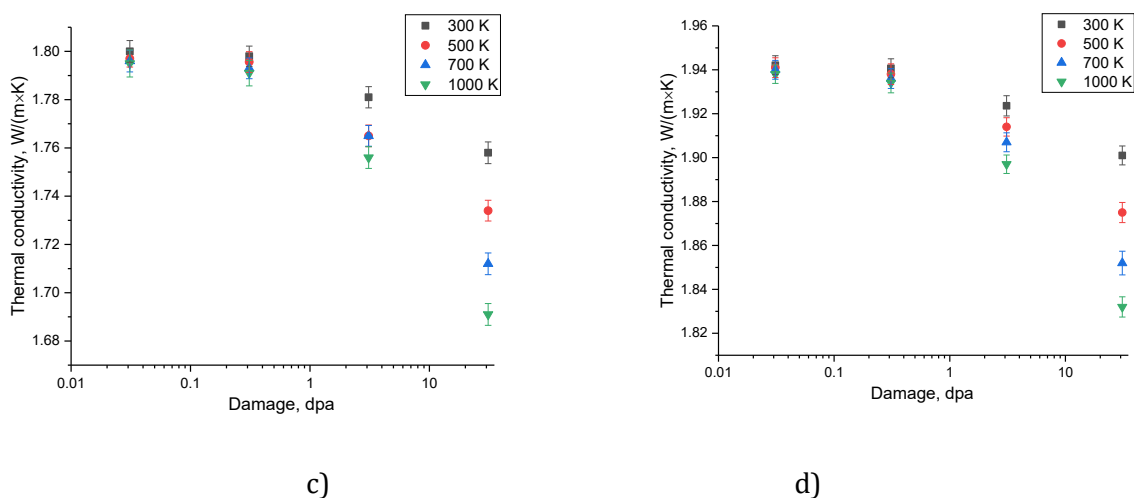 1.80
1.78
1.76
1.74
1.72
1.70
1.68
0.01
0.1
1
10
Thermal conductivity, W/(m×K)
Damage, dpa
300 K
500 K
700 K
1000 K
c)
1.96
1.94
1.92
1.90
1.88
1.86
1.84
1.82
0.01
0.1
1
10
Thermal conductivity, W/(m×K)
Damage, dpa
300 K
500 K
700 K
1000 K
d)